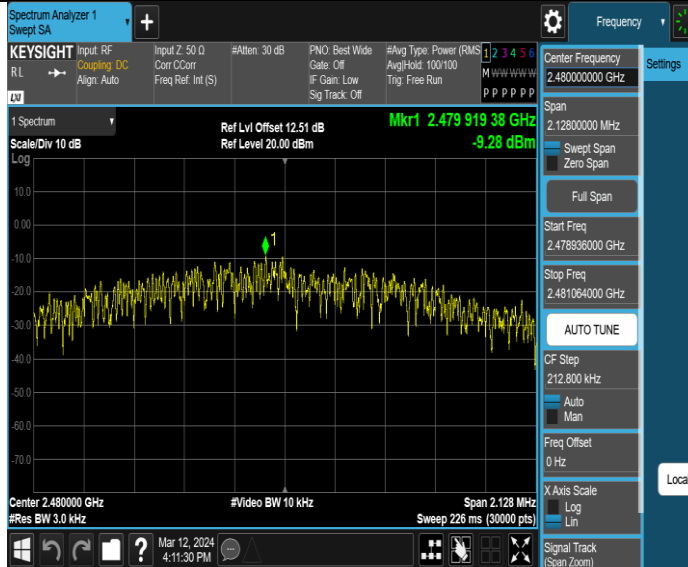 Spectrum Analyzer 1
Swept SA
Frequency
KEYSIGHT
RL
LXI
Input: RF
Coupling: DC
Align: Auto
Input Z: 50 Ω
Corr CCorr
Freq Ref: Int (S)
#Atten: 30 dB
PNO: Best Wide
Gate: Off
IF Gain: Low
Sig Track: Off
#Avg Type: Power (RMS
Avg|Hold: 100/100
Trig: Free Run
1 2 3 4 5 6
M W W W W W
P P P P P P
1 Spectrum
Scale/Div 10 dB
Log
Ref Lvl Offset 12.51 dB
Ref Level 20.00 dBm
Mkr1 2.479 919 38 GHz
-9.28 dBm
1
10.0
0.00
-10.0
-20.0
-30.0
-40.0
-50.0
-60.0
-70.0
Center 2.480000 GHz
#Res BW 3.0 kHz
#Video BW 10 kHz
Span 2.128 MHz
Sweep 226 ms (30000 pts)
Mar 12, 2024
4:11:30 PM
?
Center Frequency
2.480000000 GHz
Span
2.12800000 MHz
Swept Span
Zero Span
Full Span
Start Freq
2.478936000 GHz
Stop Freq
2.481064000 GHz
AUTO TUNE
CF Step
212.800 kHz
Auto
Man
Freq Offset
0 Hz
X Axis Scale
Log
Lin
Signal Track
(Span Zoom)
Settings
Loca